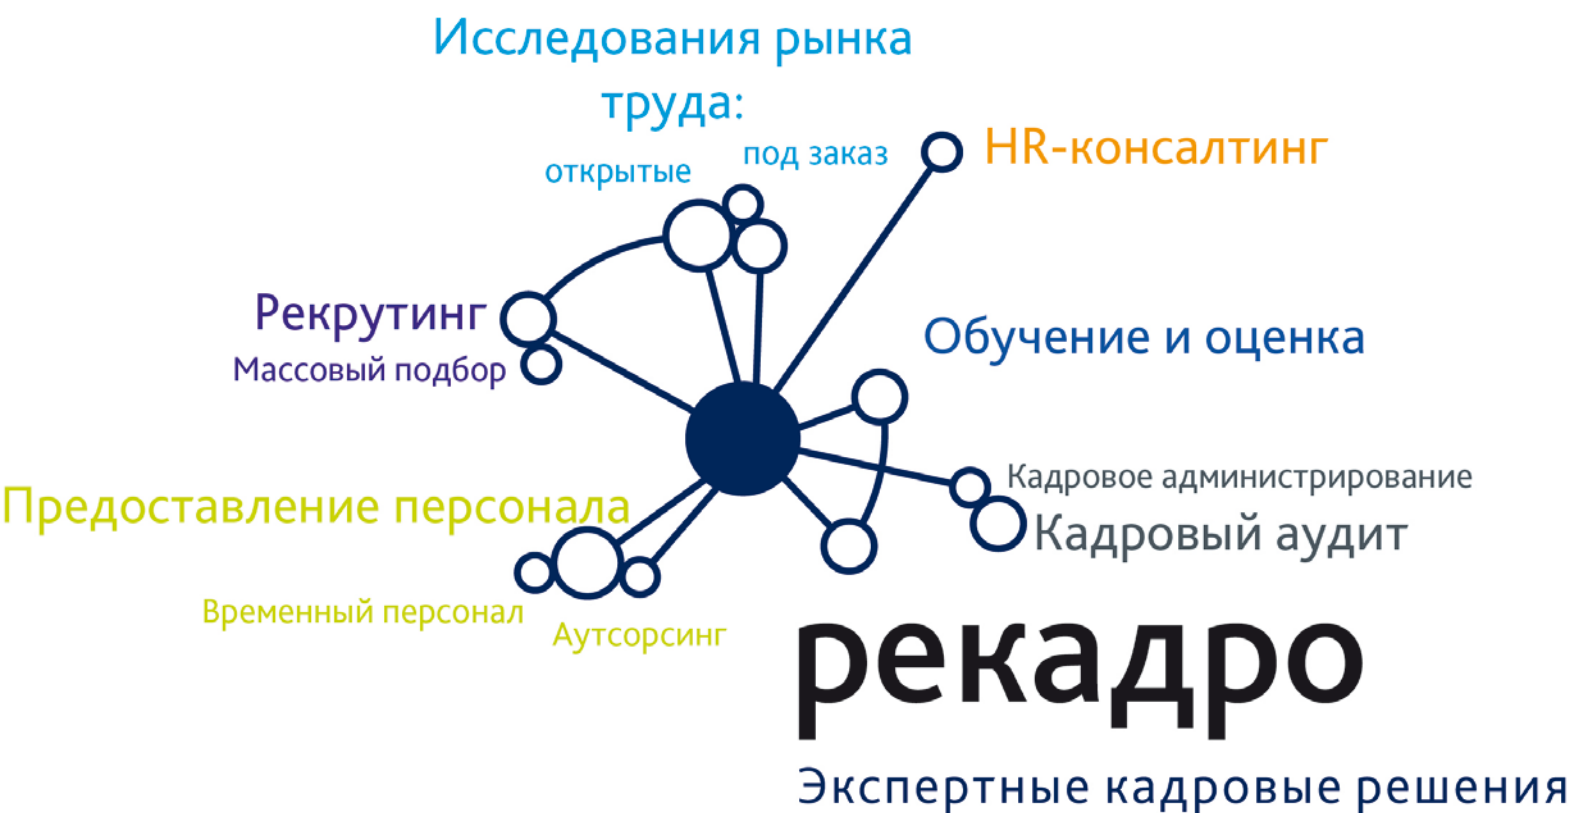 Исследования рынка
труда:
открытые
под заказ
HR-консалтинг
Рекрутинг
Массовый подбор
Обучение и оценка
Кадровое администрирование
Кадровый аудит
Предоставление персонала
Временный персонал
Аутсорсинг
рекадро
Экспертные кадровые решения